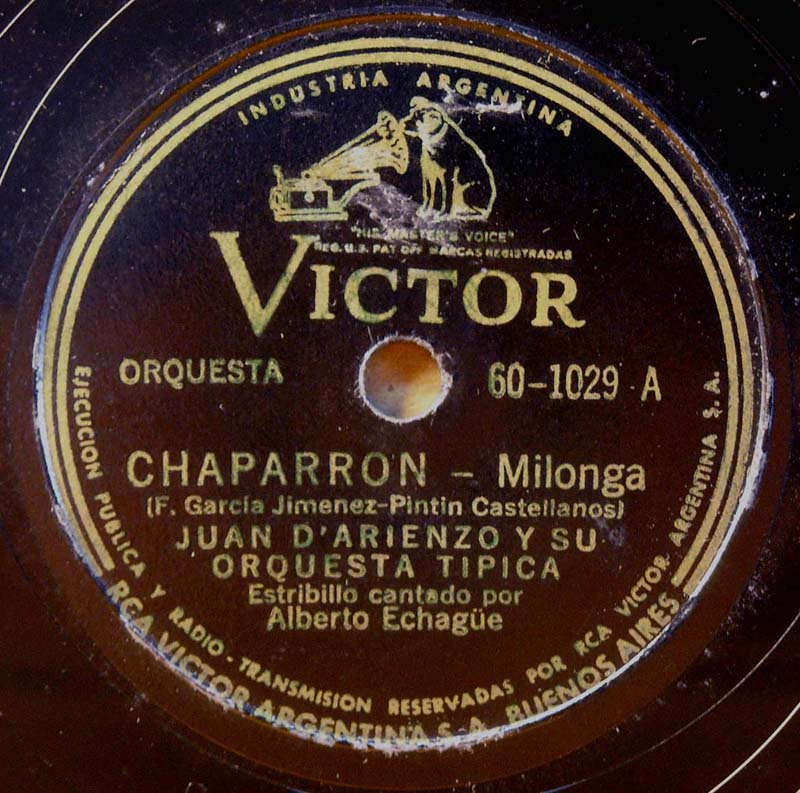 INDUSTRIA ARGENTINA
"HIS MASTER'S VOICE"
REG. U.S. PAT OFF MARCAS REGISTRADAS
VICTOR
ORQUESTA
60-1029 A
CHAPARRON - Milonga
(F. García Jimenez-Pintin Castellanos)
JUAN D'ARIENZO Y SU
ORQUESTA TIPICA
Estribillo cantado por
Alberto Echagüe
EJECUCION PUBLICA Y RADIO-TRANSMISION RESERVADAS POR RCA VICTOR ARGENTINA S.A.
RCA VICTOR ARGENTINA S.A. BUENOS AIRES